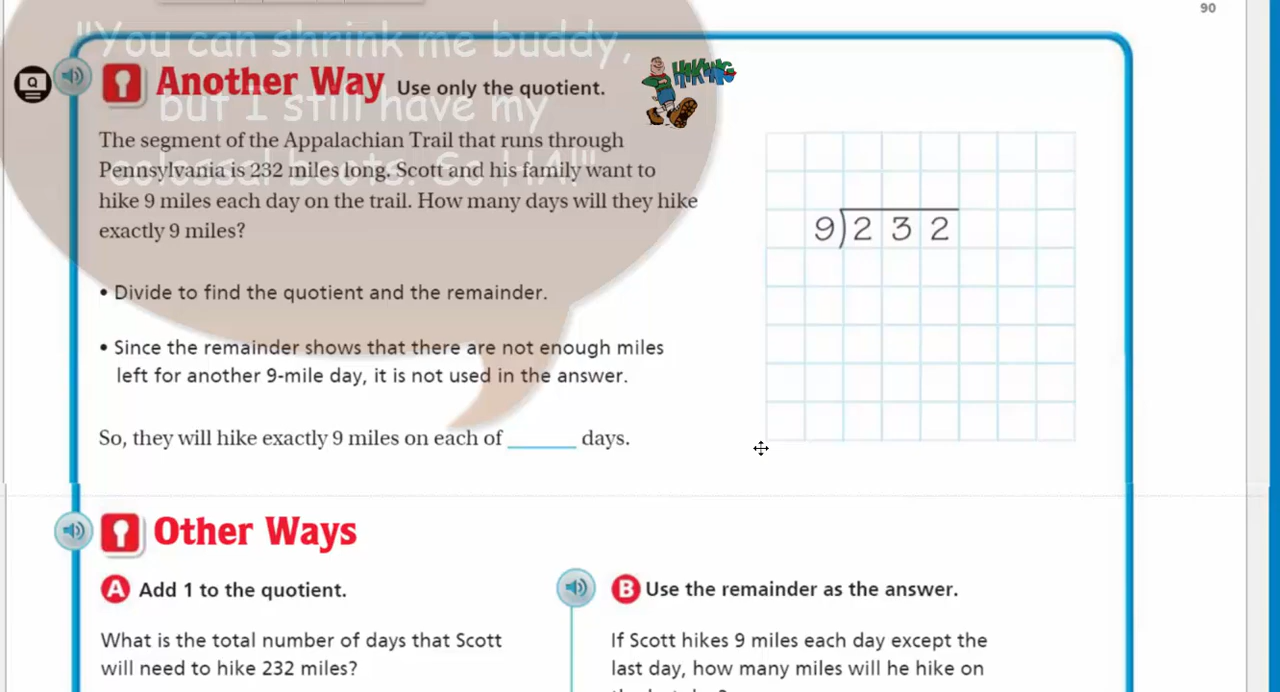 90
"You can shrink me buddy,
but I still have my
colossal boots. So HA!"
Q
Another Way Use only the quotient.
HIKING
The segment of the Appalachian Trail that runs through
Pennsylvania is 232 miles long. Scott and his family want to
hike 9 miles each day on the trail. How many days will they hike
exactly 9 miles?
9)232
• Divide to find the quotient and the remainder.
• Since the remainder shows that there are not enough miles
left for another 9-mile day, it is not used in the answer.
So, they will hike exactly 9 miles on each of ______ days.
Other Ways
A Add 1 to the quotient.
What is the total number of days that Scott
will need to hike 232 miles?
B Use the remainder as the answer.
If Scott hikes 9 miles each day except the
last day, how many miles will he hike on